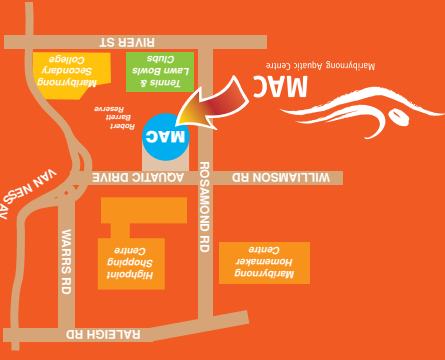 RALEIGH RD
Maribyrnong
Homemaker
Centre
Highpoint
Shopping
Centre
WARRS RD
ROSAMOND RD
WILLIAMSON RD
AQUATIC DRIVE
VAN NESS AV
MAC
Maribyrnong Aquatic Centre
MAC
Robert
Barrett
Reserve
Tennis &
Lawn Bowls
Clubs
Maribyrnong
Secondary
College
RIVER ST